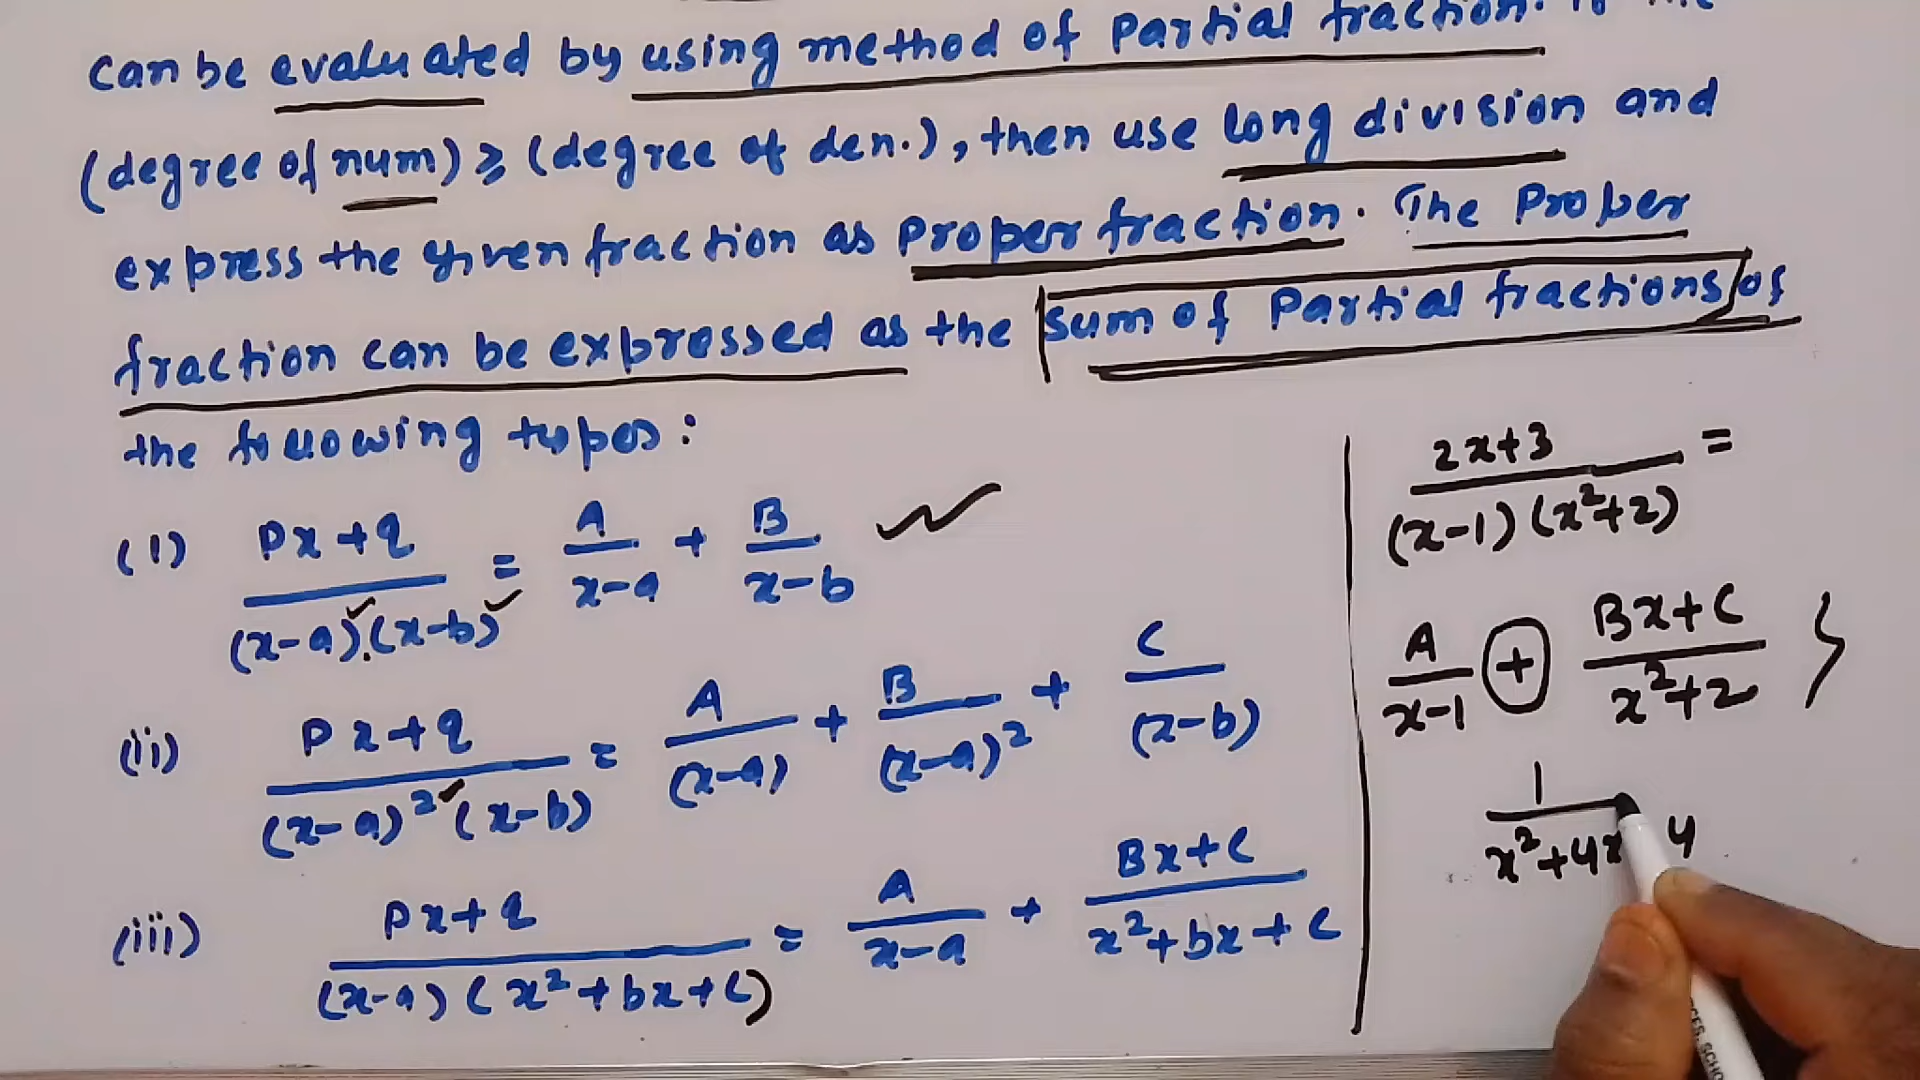 can be evaluated by using method of Partial fraction.
(degree of num) ≥ (degree of den.), then use long division and
express the given fraction as proper fraction. The Proper
fraction can be expressed as the sum of Partial fractions of
the following types:
(i) Px+q / (x-a)(x-b) = A / x-a + B / x-b
(ii) Px+q / (x-a)² (x-b) = A / (x-a) + B / (x-a)² + C / (x-b)
(iii) Px+q / (x-a) (x²+bx+c) = A / x-a + Bx+C / x²+bx+c
2x+3 / (x-1) (x²+2) =
A / x-1 + Bx+C / x²+2
1 / x²+4x 4